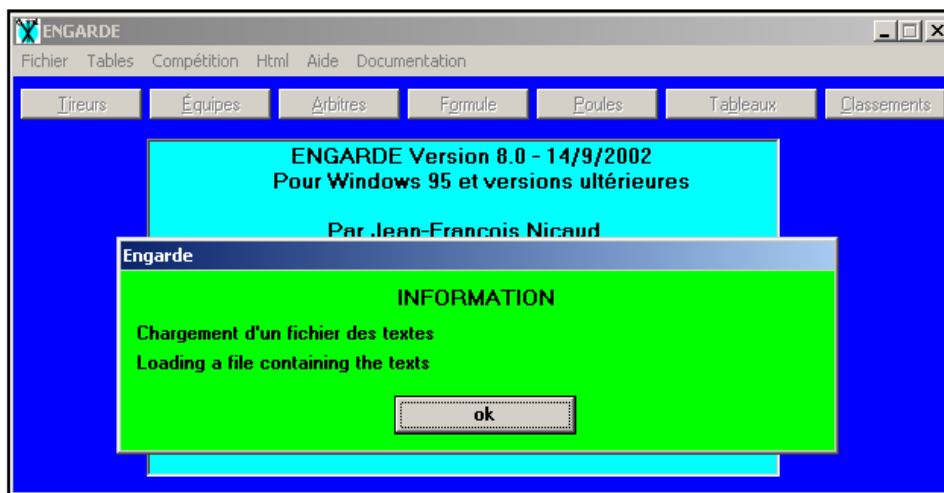 ENGARDE
Fichier Tables Compétition Html Aide Documentation
Tireurs Équipes Arbitres Formule Poules Tableaux Classements
ENGARDE Version 8.0 - 14/9/2002
Pour Windows 95 et versions ultérieures
Par Jean-François Nicaud
Engarde
INFORMATION
Chargement d'un fichier des textes
Loading a file containing the texts
ok